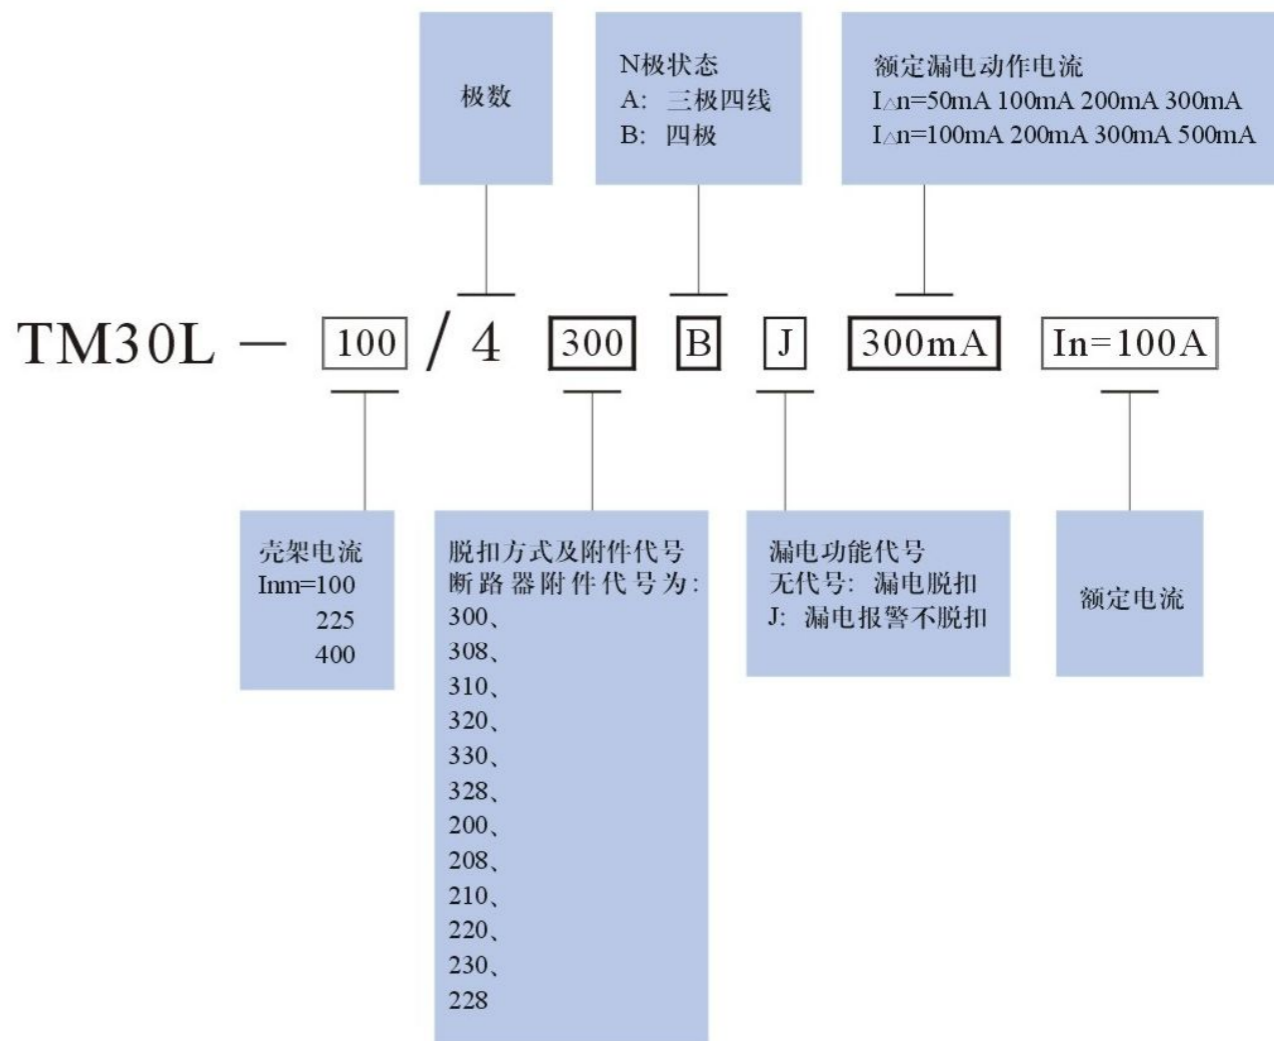 极数
N极状态
A: 三极四线
B: 四极
额定漏电动作电流
I△n=50mA 100mA 200mA 300mA
I△n=100mA 200mA 300mA 500mA
TM30L — 100 / 4 300 B J 300mA In=100A
壳架电流
Inm=100
225
400
脱扣方式及附件代号
断路器附件代号为:
300、
308、
310、
320、
330、
328、
200、
208、
210、
220、
230、
228
漏电功能代号
无代号: 漏电脱扣
J: 漏电报警不脱扣
额定电流